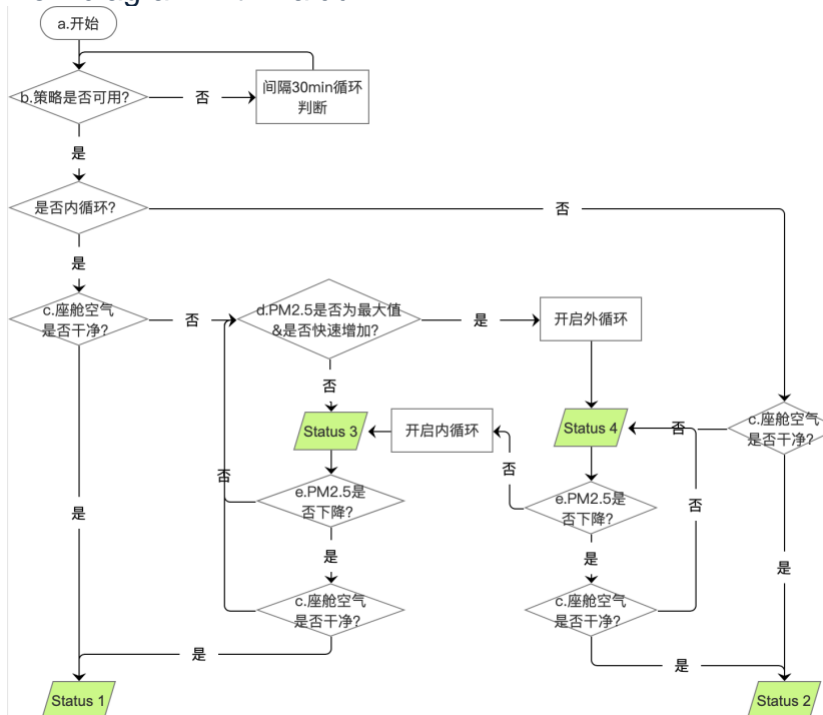 a.开始
b.策略是否可用?
否
间隔30min循环
判断
是
是否内循环?
否
是
c.座舱空气
是否干净?
否
d.PM2.5是否为最大值
&是否快速增加?
是
开启外循环
否
Status 3
开启内循环
Status 4
否
c.座舱空气
是否干净?
否
否
e.PM2.5是
否下降?
e.PM2.5是
否下降?
否
是
是
是
是
c.座舱空气
是否干净?
c.座舱空气
是否干净?
是
是
Status 1
Status 2